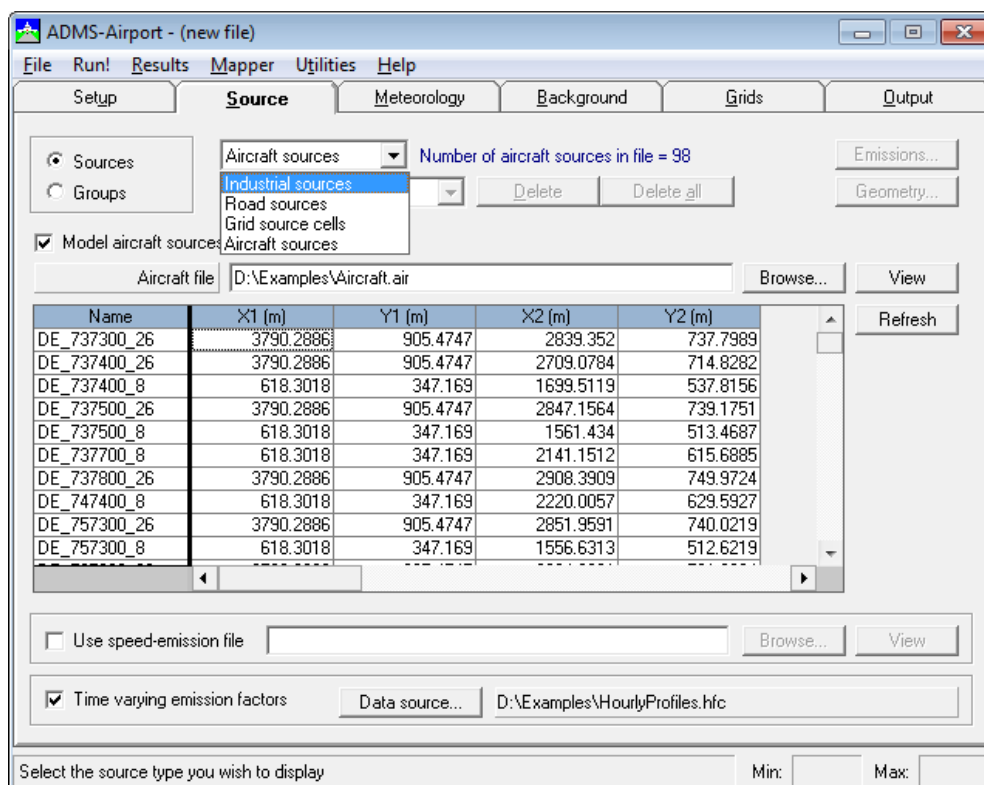 ADMS-Airport - (new file)
File Run! Results Mapper Utilities Help
Setup Source Meteorology Background Grids Output
Sources Aircraft sources Number of aircraft sources in file = 98 Emissions...
Groups Industrial sources Delete Delete all Geometry...
Road sources
Grid source cells
Model aircraft sources Aircraft sources
Aircraft file D:\Examples\Aircraft.air Browse... View
Name X1 (m) Y1 (m) X2 (m) Y2 (m) Refresh
DE_737300_26 3790.2886 905.4747 2839.352 737.7989
DE_737400_26 3790.2886 905.4747 2709.0784 714.8282
DE_737400_8 618.3018 347.169 1699.5119 537.8156
DE_737500_26 3790.2886 905.4747 2847.1564 739.1751
DE_737500_8 618.3018 347.169 1561.434 513.4687
DE_737700_8 618.3018 347.169 2141.1512 615.6885
DE_737800_26 3790.2886 905.4747 2908.3909 749.9724
DE_747400_8 618.3018 347.169 2220.0057 629.5927
DE_757300_26 3790.2886 905.4747 2851.9591 740.0219
DE_757300_8 618.3018 347.169 1556.6313 512.6219
Use speed-emission file Browse... View
Time varying emission factors Data source... D:\Examples\HourlyProfiles.hfc
Select the source type you wish to display Min: Max: